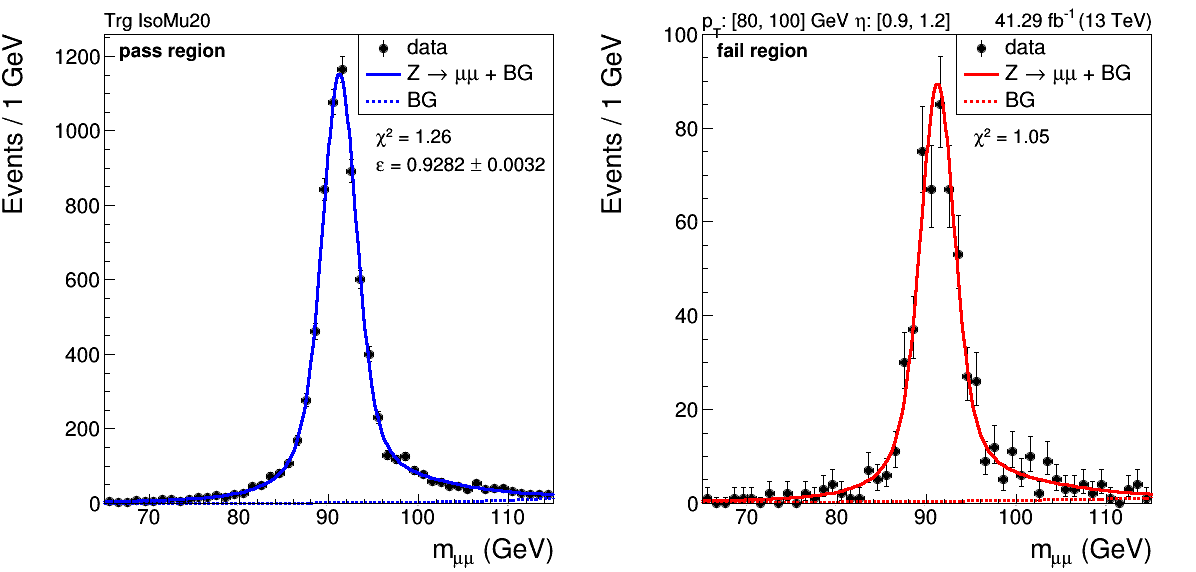 Trg IsoMu20
pass region
data
Z → μμ + BG
BG
χ² = 1.26
ε = 0.9282 ± 0.0032
Events / 1 GeV
1200
1000
800
600
400
200
0
70 80 90 100 110
m_μμ (GeV)
p_T: [80, 100] GeV η: [0.9, 1.2] 41.29 fb⁻¹ (13 TeV)
fail region
data
Z → μμ + BG
BG
χ² = 1.05
Events / 1 GeV
100
80
60
40
20
0
70 80 90 100 110
m_μμ (GeV)